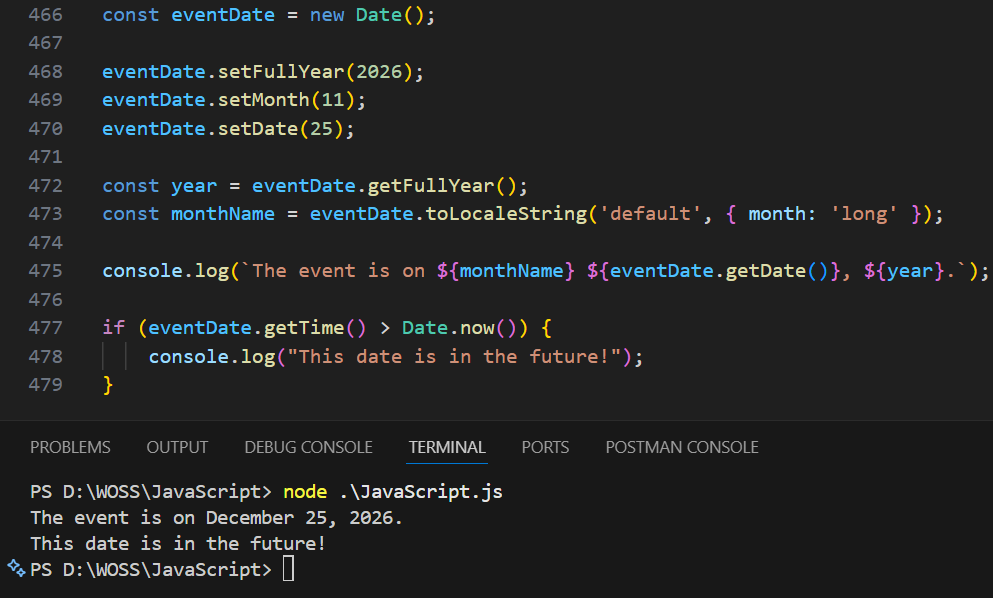 466 const eventDate = new Date();
467
468 eventDate.setFullYear(2026);
469 eventDate.setMonth(11);
470 eventDate.setDate(25);
471
472 const year = eventDate.getFullYear();
473 const monthName = eventDate.toLocaleString('default', { month: 'long' });
474
475 console.log(`The event is on ${monthName} ${eventDate.getDate()}, ${year}.`);
476
477 if (eventDate.getTime() > Date.now()) {
478     console.log("This date is in the future!");
479 }
PROBLEMS OUTPUT DEBUG CONSOLE TERMINAL PORTS POSTMAN CONSOLE
PS D:\WOSS\JavaScript> node .\JavaScript.js
The event is on December 25, 2026.
This date is in the future!
PS D:\WOSS\JavaScript>